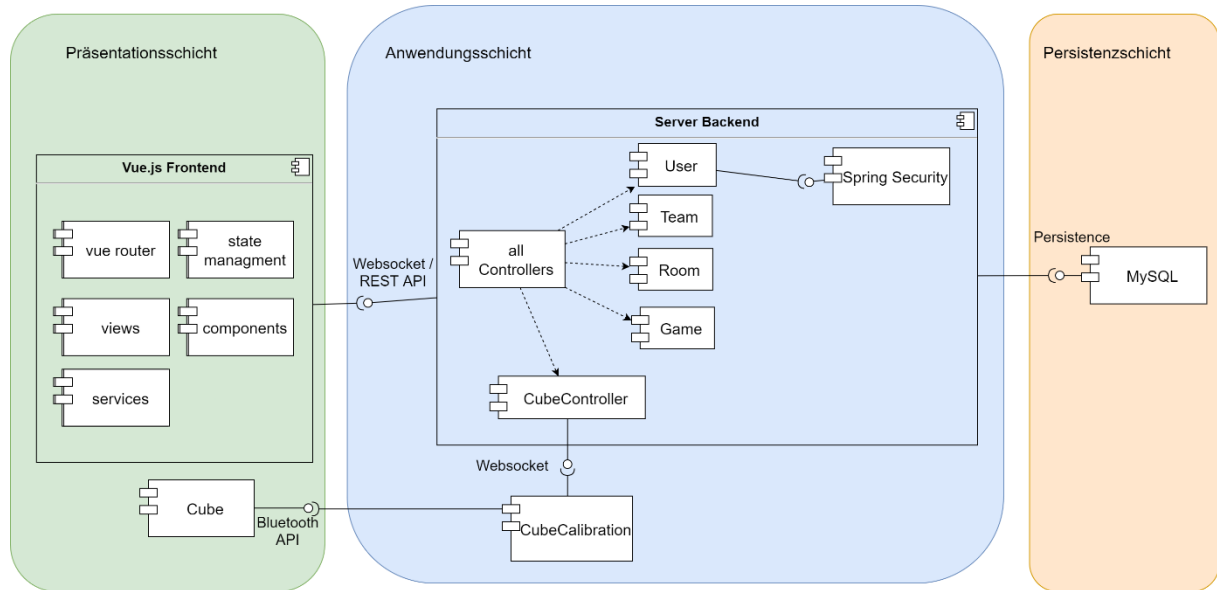 Präsentationsschicht
Anwendungsschicht
Persistenzschicht
Server Backend
Vue.js Frontend
User
Spring Security
Team
vue router
state
managment
all
Controllers
Room
Websocket /
REST API
Persistence
MySQL
views
components
Game
services
CubeController
Websocket
Cube
Bluetooth
API
CubeCalibration